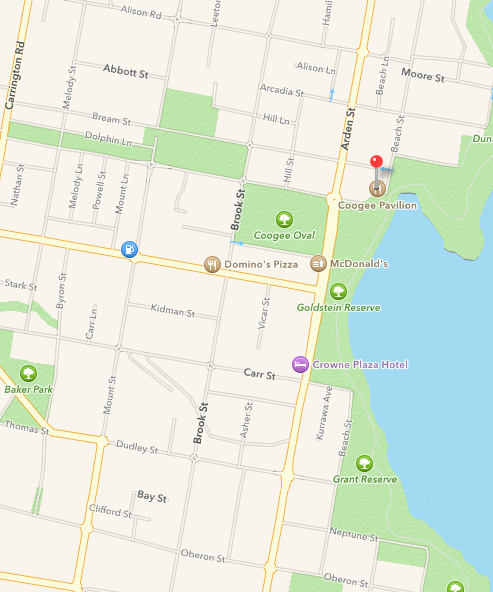 Alison Rd
Leeton
Hamil
Carrington Rd
Melody St
Abbott St
Alison Ln
Beach Ln
Moore St
Arcadia St
Bream St
Hill Ln
Arden St
Beach St
Dolphin Ln
Dun
Nathan St
Melody Ln
Powell St
Mount Ln
Hill St
Brook St
Coogee Pavilion
Coogee Oval
Domino's Pizza
McDonald's
Stark St
Byron St
Goldstein Reserve
Carr Ln
Kidman St
Vicar St
Crowne Plaza Hotel
Carr St
Baker Park
Mount St
Brook St
Asher St
Kurrawa Ave
Beach St
Thomas St
Dudley St
Grant Reserve
Bay St
Clifford St
Neptune St
Oberon St
Oberon St